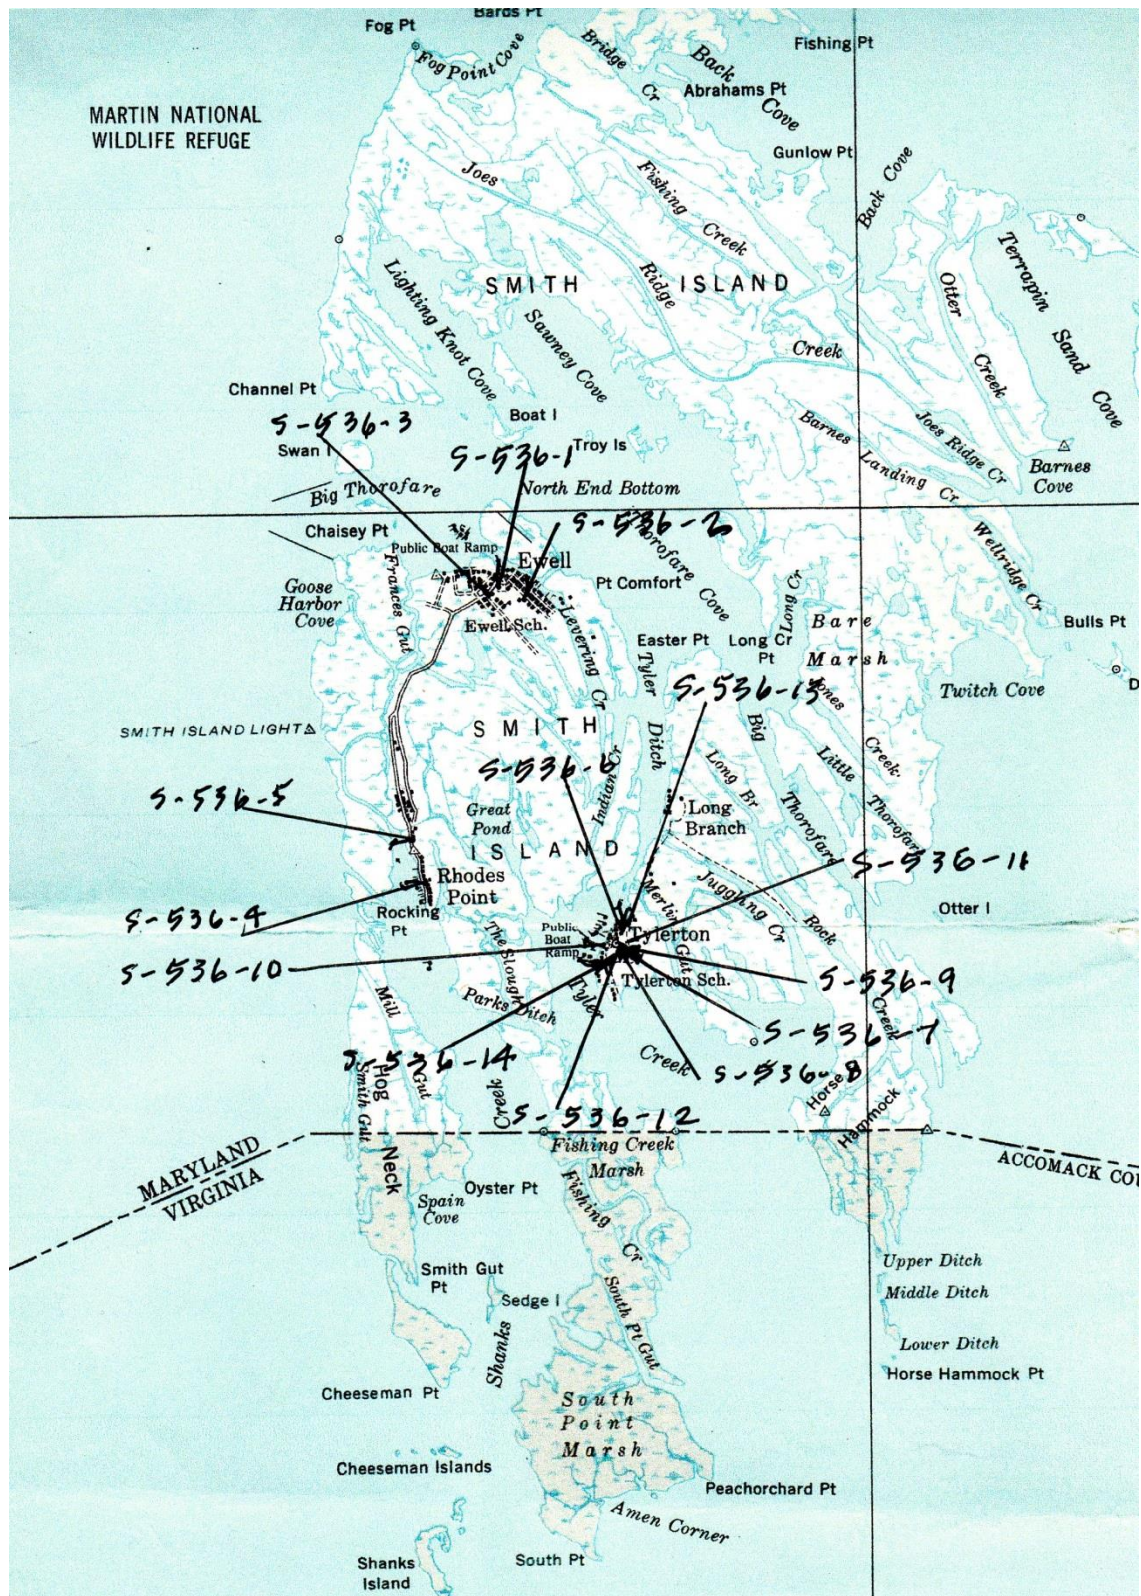 Bards Pt
Fog Pt
Fog Point Cove
Bridge Cr
Back Cove
Fishing Pt
Abrahams Pt
MARTIN NATIONAL
WILDLIFE REFUGE
Gunlow Pt
Back Cove
Joes
Ridge
Creek
Fishing Creek
SMITH ISLAND
Otter Creek
Terrapin Sand Cove
Lighting Knot Cove
Sawney Cove
Channel Pt
Boat I
S-536-3
Swan I
S-536-1
Troy Is
Barnes Landing Cr
Joes Ridge Cr
Barnes
Cove
Big Thorofare
North End Bottom
S-536-2
Thorofare Cove
Wellridge Cr
Chaisey Pt
Public Boat Ramp
Ewell
Pt Comfort
Goose
Harbor
Cove
Frances Gut
Ewell Sch.
Levering Cr
Long Cr
Bare
Marsh
Bulls Pt
Easter Pt
Long Cr
Pt
Tyler
Ditch
S-536-13
Jones
Creek
Twitch Cove
D
SMITH ISLAND LIGHT
SMITH
ISLAND
S-536-6
Indian Cr
Big
Thorofare
Little
Thorofare
Long Br
S-536-5
Great
Pond
Long
Branch
S-536-11
Rhodes
Point
Merlin Gut
Juggling Cr
Rock
Creek
Otter I
S-536-4
Rocking
Pt
The Slough
Public
Boat
Ramp
Tylerton
S-536-10
Tylerton Sch.
S-536-9
Mill
Gut
Parks Ditch
Tyler
Creek
S-536-7
S-536-14
S-536-8
Hog
Neck
Smith Gut
Creek
S-536-12
Horse
Hammock
MARYLAND
VIRGINIA
Fishing Creek
Marsh
ACCOMACK COU
Spain
Cove
Oyster Pt
Fishing
Cr
Smith Gut
Pt
Sedge I
Shanks
South Pt Gut
Upper Ditch
Middle Ditch
Lower Ditch
Horse Hammock Pt
Cheeseman Pt
South
Point
Marsh
Cheeseman Islands
Peachorchard Pt
Amen Corner
South Pt
Shanks
Island